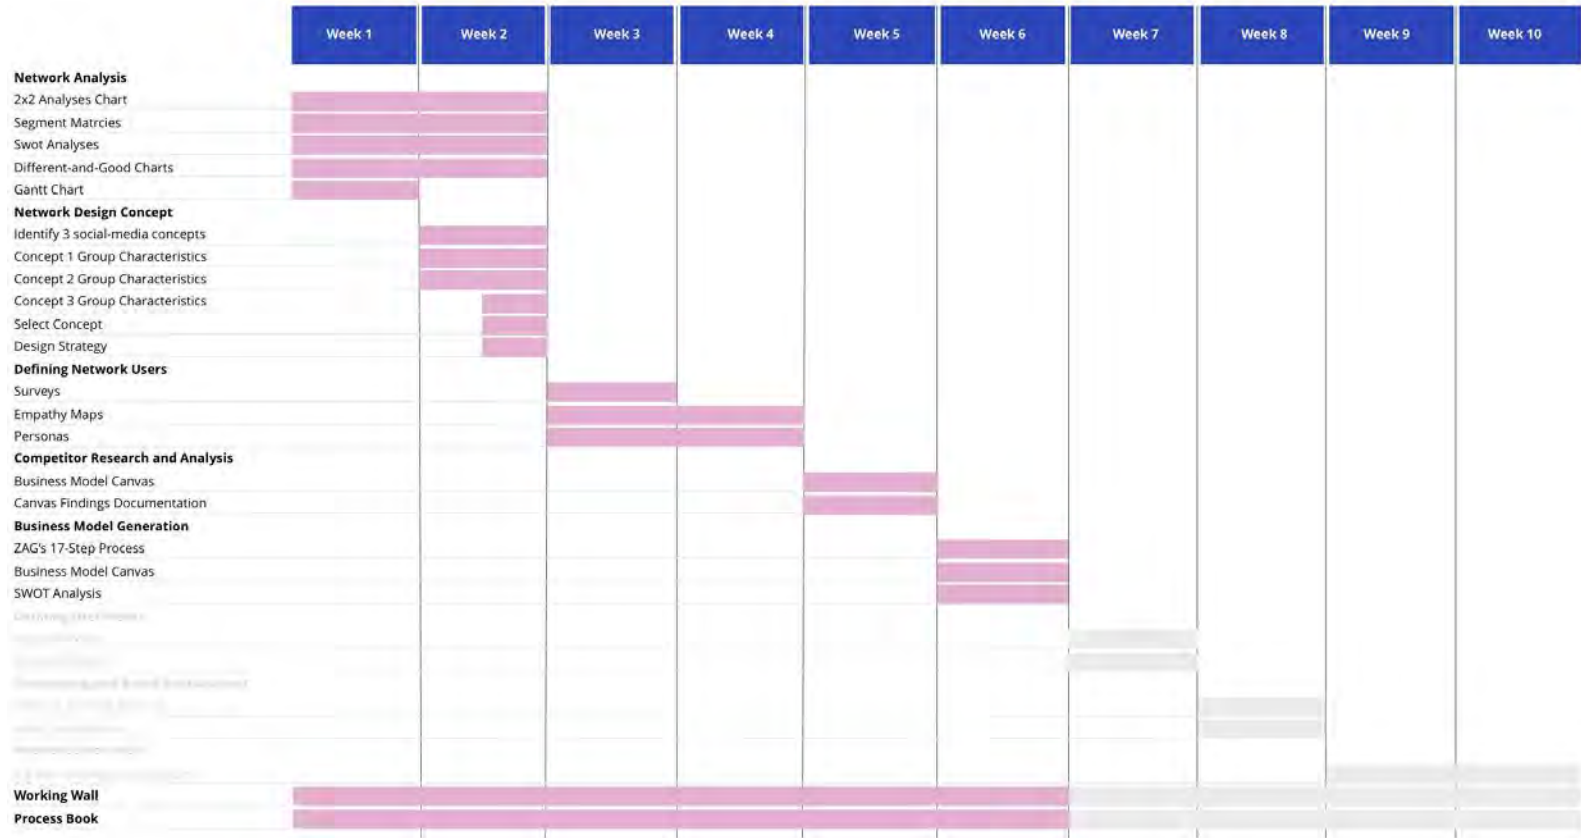 Week 1 Week 2 Week 3 Week 4 Week 5 Week 6 Week 7 Week 8 Week 9 Week 10
Network Analysis
2x2 Analyses Chart
Segment Matrcies
Swot Analyses
Different-and-Good Charts
Gantt Chart
Network Design Concept
Identify 3 social-media concepts
Concept 1 Group Characteristics
Concept 2 Group Characteristics
Concept 3 Group Characteristics
Select Concept
Design Strategy
Defining Network Users
Surveys
Empathy Maps
Personas
Competitor Research and Analysis
Business Model Canvas
Canvas Findings Documentation
Business Model Generation
ZAG's 17-Step Process
Business Model Canvas
SWOT Analysis
Working Wall
Process Book